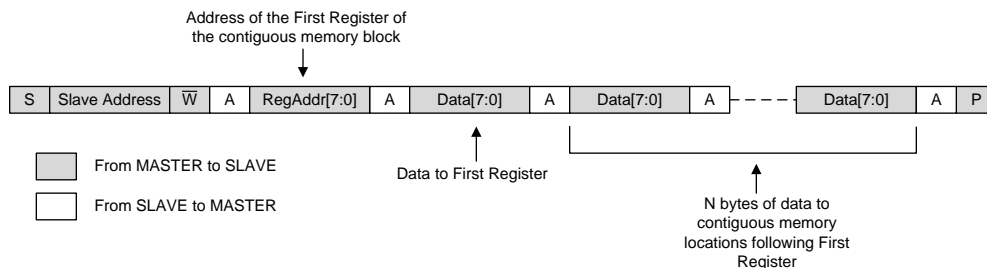 Address of the First Register of
the contiguous memory block
S Slave Address W̅ A RegAddr[7:0] A Data[7:0] A Data[7:0] A Data[7:0] A P
From MASTER to SLAVE
Data to First Register
From SLAVE to MASTER
N bytes of data to
contiguous memory
locations following First
Register